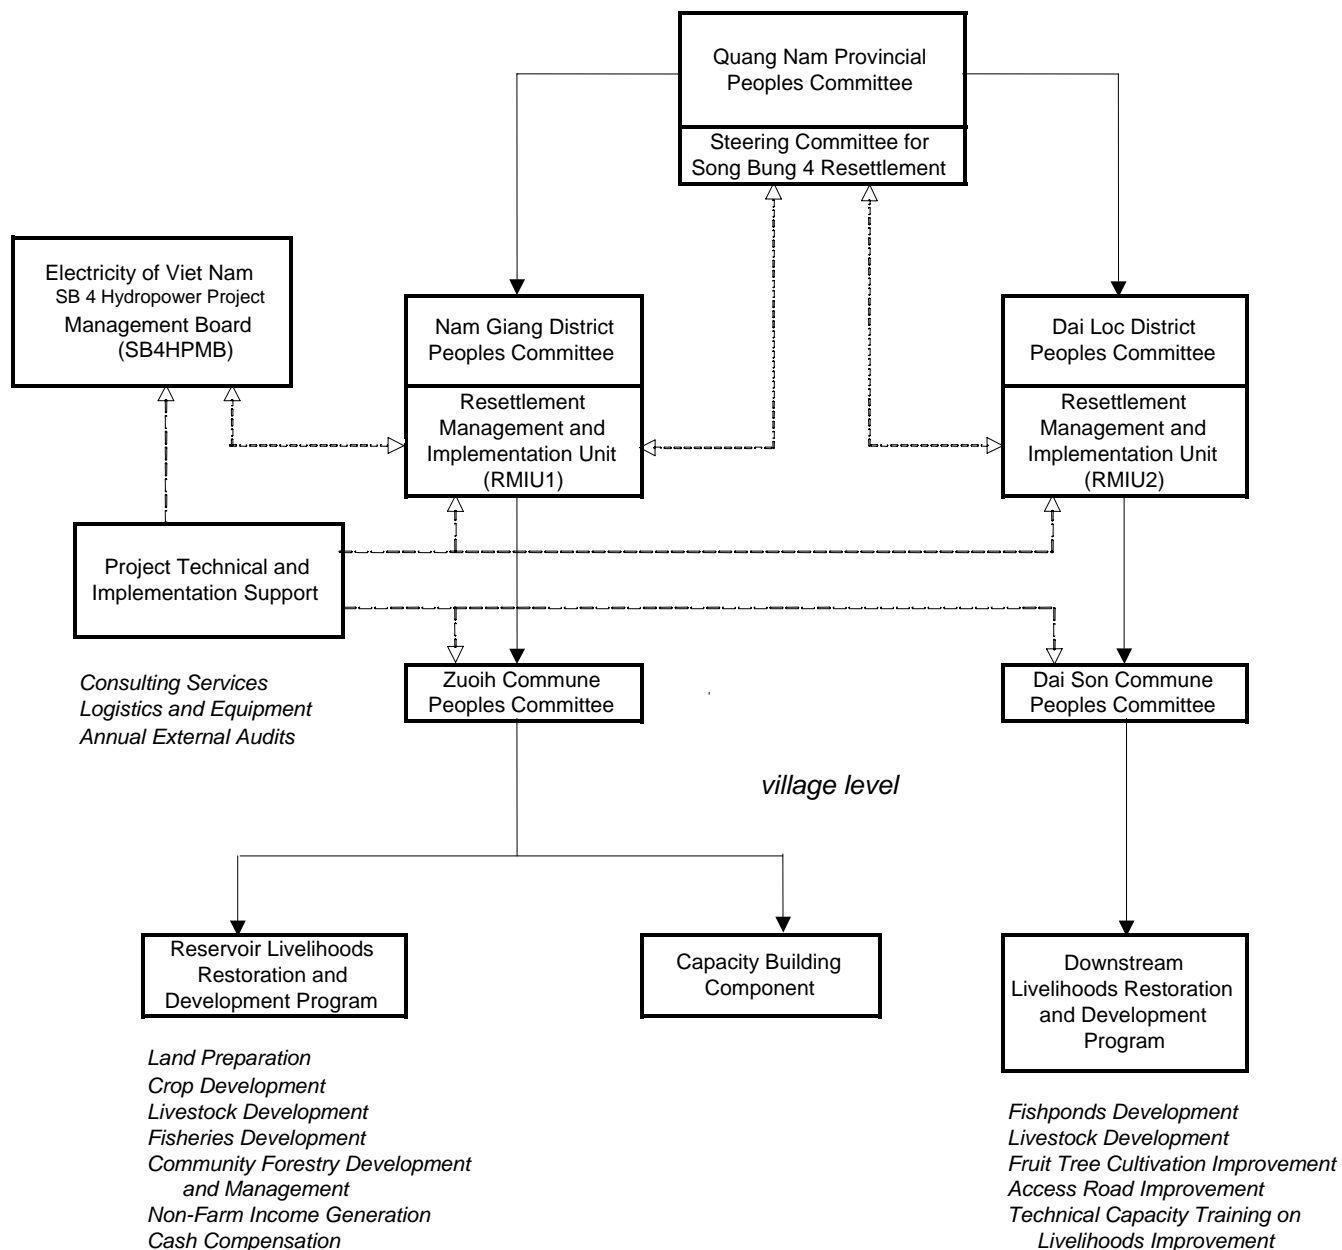 Quang Nam Provincial
Peoples Committee
Steering Committee for
Song Bung 4 Resettlement
Electricity of Viet Nam
SB 4 Hydropower Project
Management Board
(SB4HPMB)
Nam Giang District
Peoples Committee
Resettlement
Management and
Implementation Unit
(RMIU1)
Dai Loc District
Peoples Committee
Resettlement
Management and
Implementation Unit
(RMIU2)
Project Technical and
Implementation Support
Consulting Services
Logistics and Equipment
Annual External Audits
Zuoih Commune
Peoples Committee
Dai Son Commune
Peoples Committee
village level
Reservoir Livelihoods
Restoration and
Development Program
Capacity Building
Component
Downstream
Livelihoods Restoration
and Development
Program
Land Preparation
Crop Development
Livestock Development
Fisheries Development
Community Forestry Development
and Management
Non-Farm Income Generation
Cash Compensation
Fishponds Development
Livestock Development
Fruit Tree Cultivation Improvement
Access Road Improvement
Technical Capacity Training on
Livelihoods Improvement